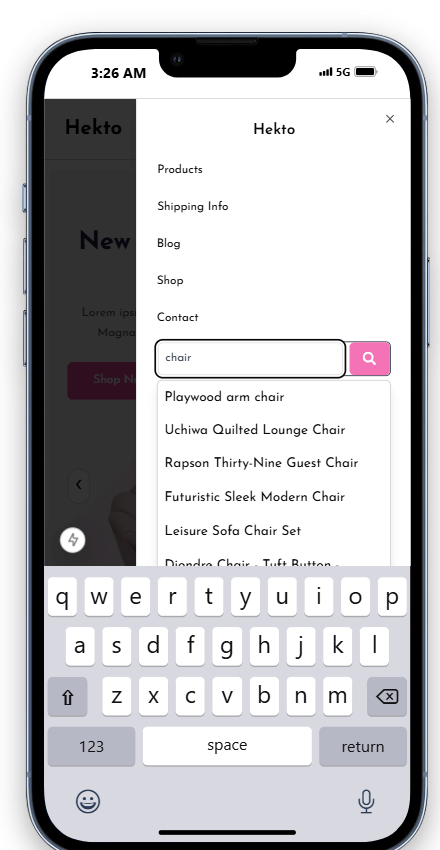 3:26 AM
5G
Hekto
Hekto
Products
Shipping Info
New
Blog
Shop
Lorem ips
Contact
Magna
chair
Shop N
Playwood arm chair
Uchiwa Quilted Lounge Chair
Rapson Thirty-Nine Guest Chair
Futuristic Sleek Modern Chair
Leisure Sofa Chair Set
Diondre Chair - Tuft Button -
q w e r t y u i o p
a s d f g h j k l
z x c v b n m
123 space return